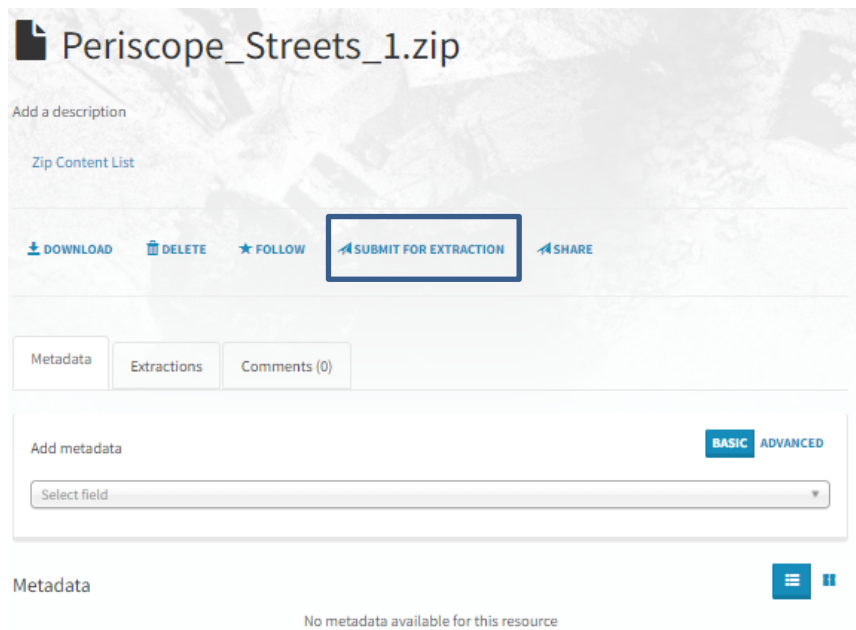 Periscope_Streets_1.zip
Add a description
Zip Content List
DOWNLOAD DELETE FOLLOW SUBMIT FOR EXTRACTION SHARE
Metadata Extractions Comments (0)
Add metadata BASIC ADVANCED
Select field
Metadata
No metadata available for this resource